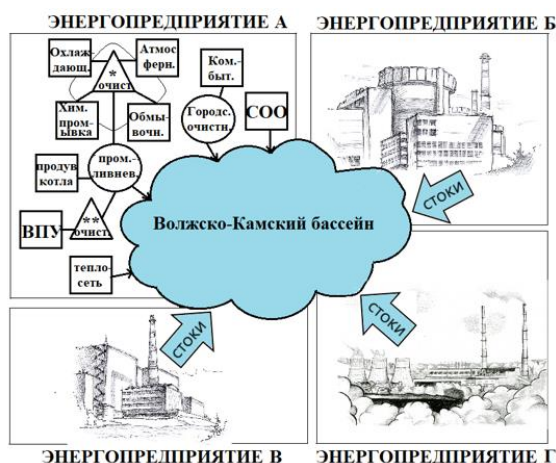 ЭНЕРГОПРЕДПРИЯТИЕ А
ЭНЕРГОПРЕДПРИЯТИЕ Б
Охлаж-
дающ.
*
очист.
Атмос
ферн.
Хим.
пром-
ывка
Обмы-
вочн.
Ком.-
быт.
Городс.
очистн.
СОО
продув
котла
пром.-
ливнев.
ВПУ
**
очист.
тепло-
сеть
Волжско-Камский бассейн
СТОКИ
СТОКИ
СТОКИ
ЭНЕРГОПРЕДПРИЯТИЕ В
ЭНЕРГОПРЕДПРИЯТИЕ Г